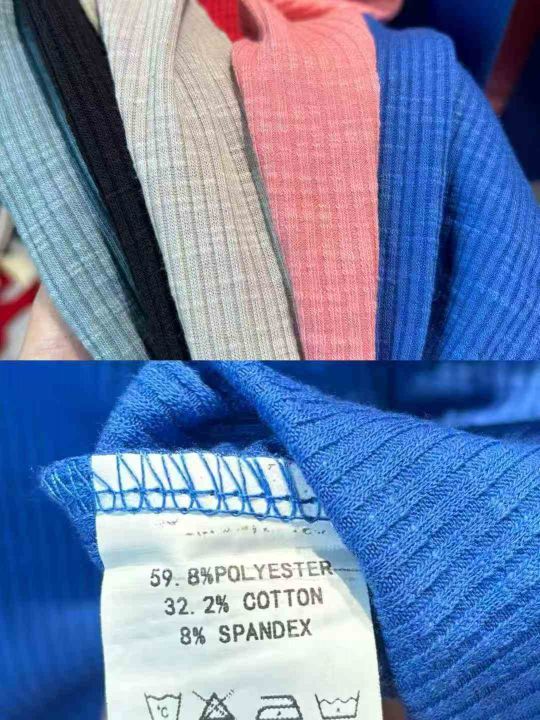 59.8%POLYESTER
32.2% COTTON
8% SPANDEX
°C